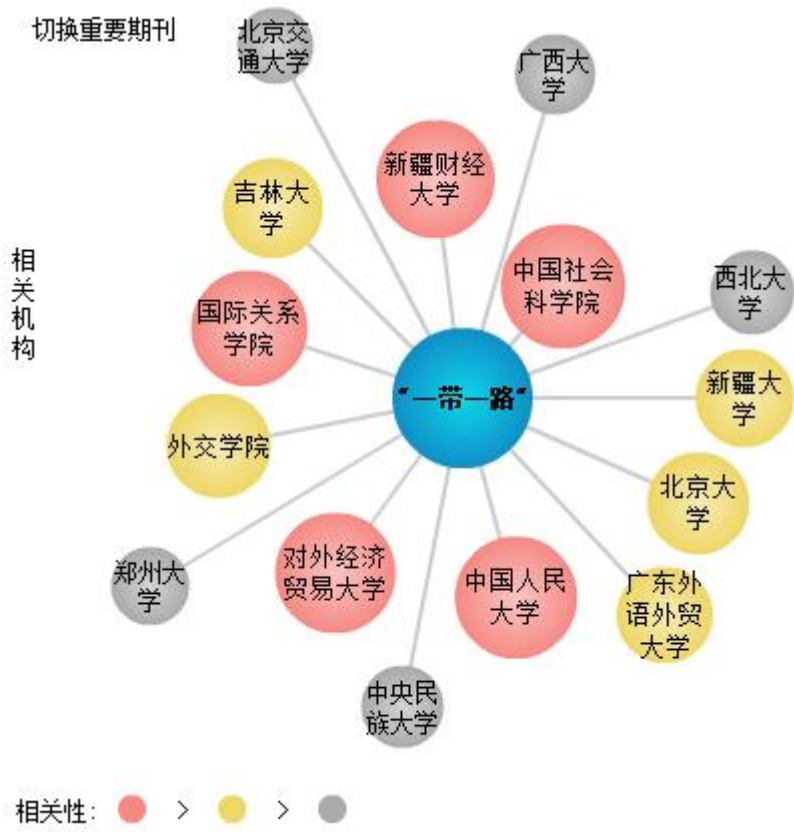 切换重要期刊
北京交
通大学
广西大
学
新疆财经
大学
吉林大
学
中国社会
科学院
相
关
机
构
国际关系
学院
西北大
学
"一带一路"
新疆大
学
外交学院
北京大
学
郑州大
学
对外经济
贸易大学
中国人民
大学
广东外
语外贸
大学
中央民
族大学
相关性: > >